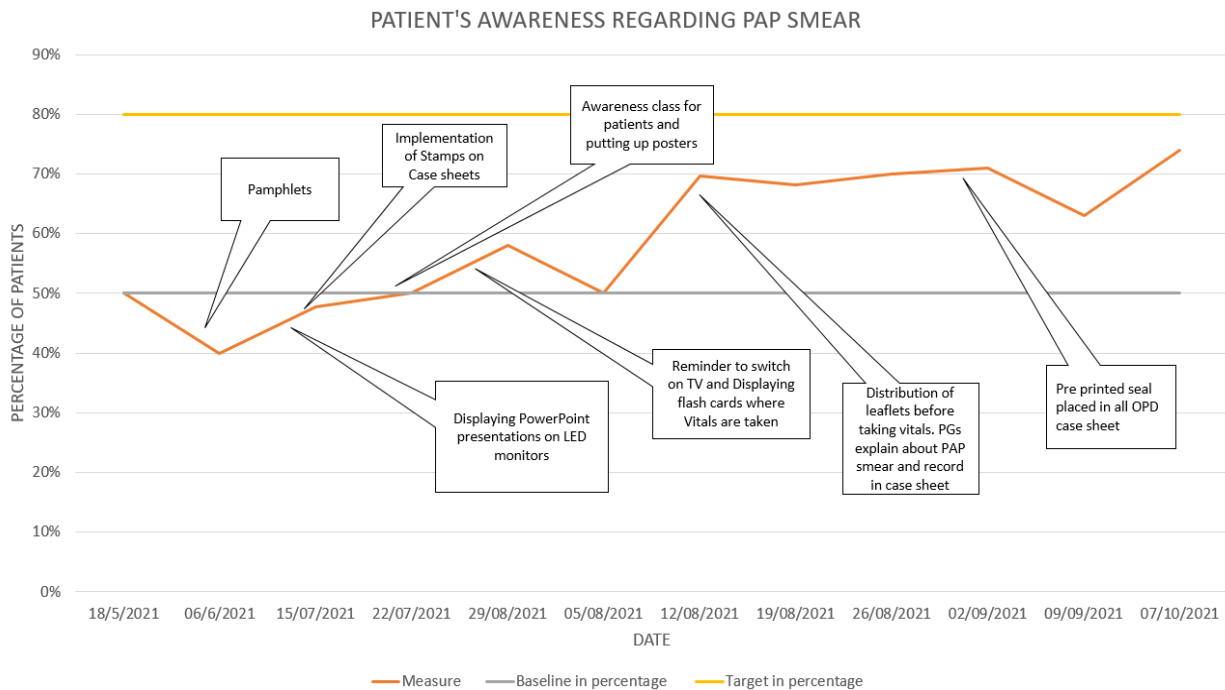 PATIENT'S AWARENESS REGARDING PAP SMEAR
90%
80%
70%
60%
50%
40%
30%
20%
10%
0%
PERCENTAGE OF PATIENTS
Pamphlets
Implementation
of Stamps on
Case sheets
Awareness class for
patients and
putting up posters
Displaying PowerPoint
presentations on LED
monitors
Reminder to switch
on TV and Displaying
flash cards where
Vitals are taken
Distribution of
leaflets before
taking vitals. PGs
explain about PAP
smear and record
in case sheet
Pre printed seal
placed in all OPD
case sheet
18/5/2021
06/6/2021
15/07/2021
22/07/2021
29/08/2021
05/08/2021
12/08/2021
19/08/2021
26/08/2021
02/09/2021
09/09/2021
07/10/2021
DATE
Measure
Baseline in percentage
Target in percentage